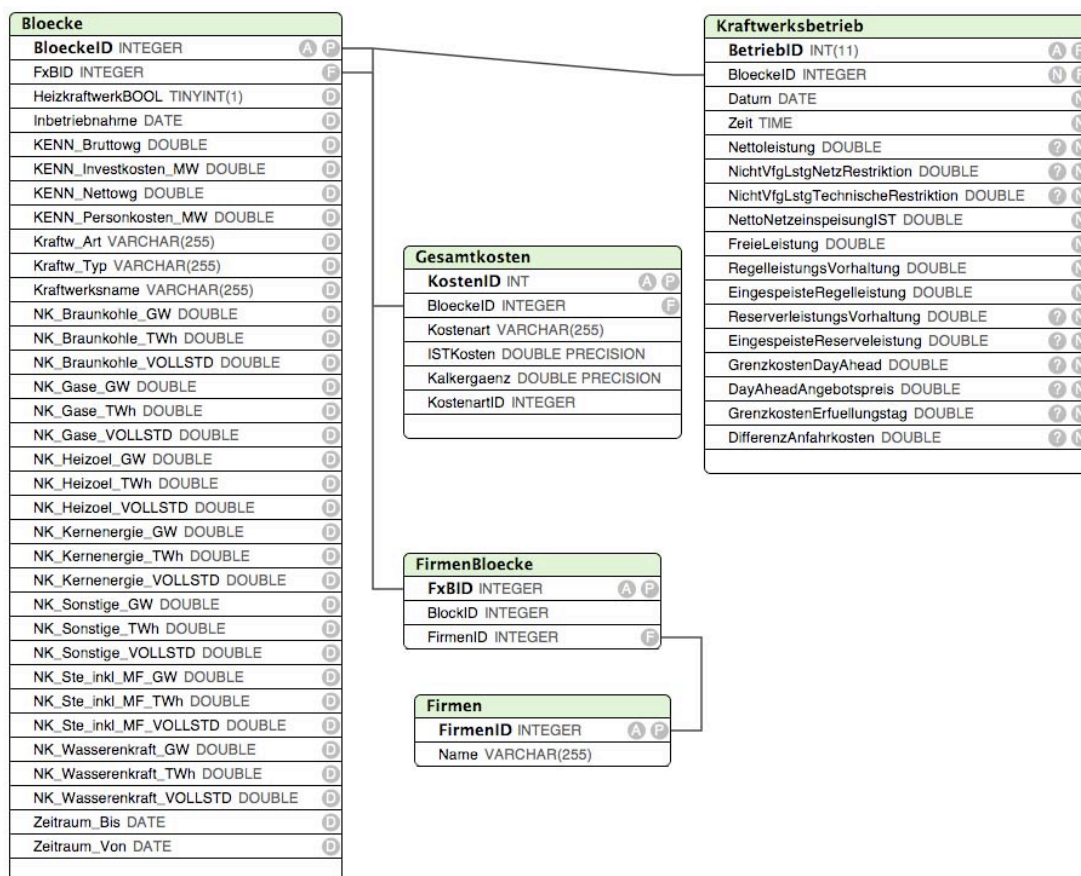 Bloecke
BloeckeID INTEGER A P
FxBID INTEGER F
HeizkraftwerkBOOL TINYINT(1) D
Inbetriebnahme DATE D
KENN_Bruttowg DOUBLE D
KENN_Investkosten_MW DOUBLE D
KENN_Nettowg DOUBLE D
KENN_Personkosten_MW DOUBLE D
Kraftw_Art VARCHAR(255) D
Kraftw_Typ VARCHAR(255) D
Kraftwerksname VARCHAR(255) D
NK_Braunkohle_GW DOUBLE D
NK_Braunkohle_TWh DOUBLE D
NK_Braunkohle_VOLLSTD DOUBLE D
NK_Gase_GW DOUBLE D
NK_Gase_TWh DOUBLE D
NK_Gase_VOLLSTD DOUBLE D
NK_Heizoel_GW DOUBLE D
NK_Heizoel_TWh DOUBLE D
NK_Heizoel_VOLLSTD DOUBLE D
NK_Kernenergie_GW DOUBLE D
NK_Kernenergie_TWh DOUBLE D
NK_Kernenergie_VOLLSTD DOUBLE D
NK_Sonstige_GW DOUBLE D
NK_Sonstige_TWh DOUBLE D
NK_Sonstige_VOLLSTD DOUBLE D
NK_Ste_inkl_MF_GW DOUBLE D
NK_Ste_inkl_MF_TWh DOUBLE D
NK_Ste_inkl_MF_VOLLSTD DOUBLE D
NK_Wasserenkraft_GW DOUBLE D
NK_Wasserenkraft_TWh DOUBLE D
NK_Wasserenkraft_VOLLSTD DOUBLE D
Zeitraum_Bis DATE D
Zeitraum_Von DATE D
Gesamtkosten
KostenID INT A P
BloeckeID INTEGER F
Kostenart VARCHAR(255)
ISTKosten DOUBLE PRECISION
Kalkergaenz DOUBLE PRECISION
KostenartID INTEGER
FirmenBloecke
FxBID INTEGER A P
BlockID INTEGER
FirmenID INTEGER F
Firmen
FirmenID INTEGER A P
Name VARCHAR(255)
Kraftwerksbetrieb
BetriebID INT(11) A P
BloeckeID INTEGER N F
Datum DATE N
Zeit TIME N
Nettoleistung DOUBLE ? N
NichtVfgLstgNetzRestriktion DOUBLE ? N
NichtVfgLstgTechnischeRestriktion DOUBLE ? N
NettoNetzeinspeisungIST DOUBLE N
FreieLeistung DOUBLE N
RegelleistungsVorhaltung DOUBLE N
EingespeisteRegelleistung DOUBLE N
ReserverleistungsVorhaltung DOUBLE ? N
EingespeisteReserveleistung DOUBLE ? N
GrenzkostenDayAhead DOUBLE ? N
DayAheadAngebotspreis DOUBLE ? N
GrenzkostenErfuellungstag DOUBLE ? N
DifferenzAnfahrkosten DOUBLE ? N